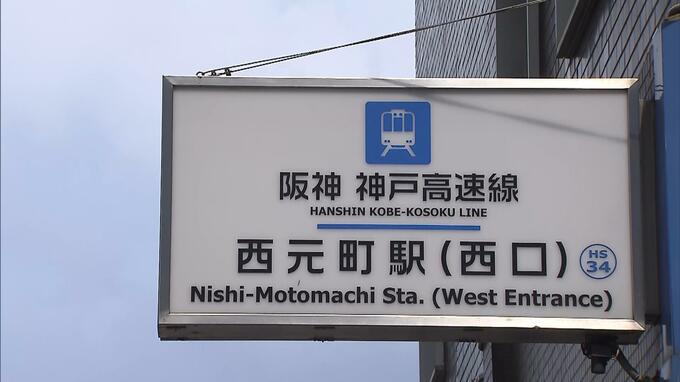 阪神 神戸高速線
HANSHIN KOBE-KOSOKU LINE
西元町駅(西口)
HS
34
Nishi-Motomachi Sta. (West Entrance)